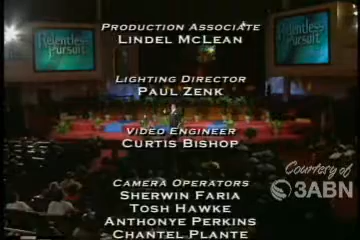 Relentless
Pursuit
Relentless
Pursuit
Production Associate
Lindel McLean
Lighting Director
Paul Zenk
Video Engineer
Curtis Bishop
Camera Operators
Sherwin Faria
Tosh Hawke
Anthonye Perkins
Chantel Plante
Courtesy of
3ABN